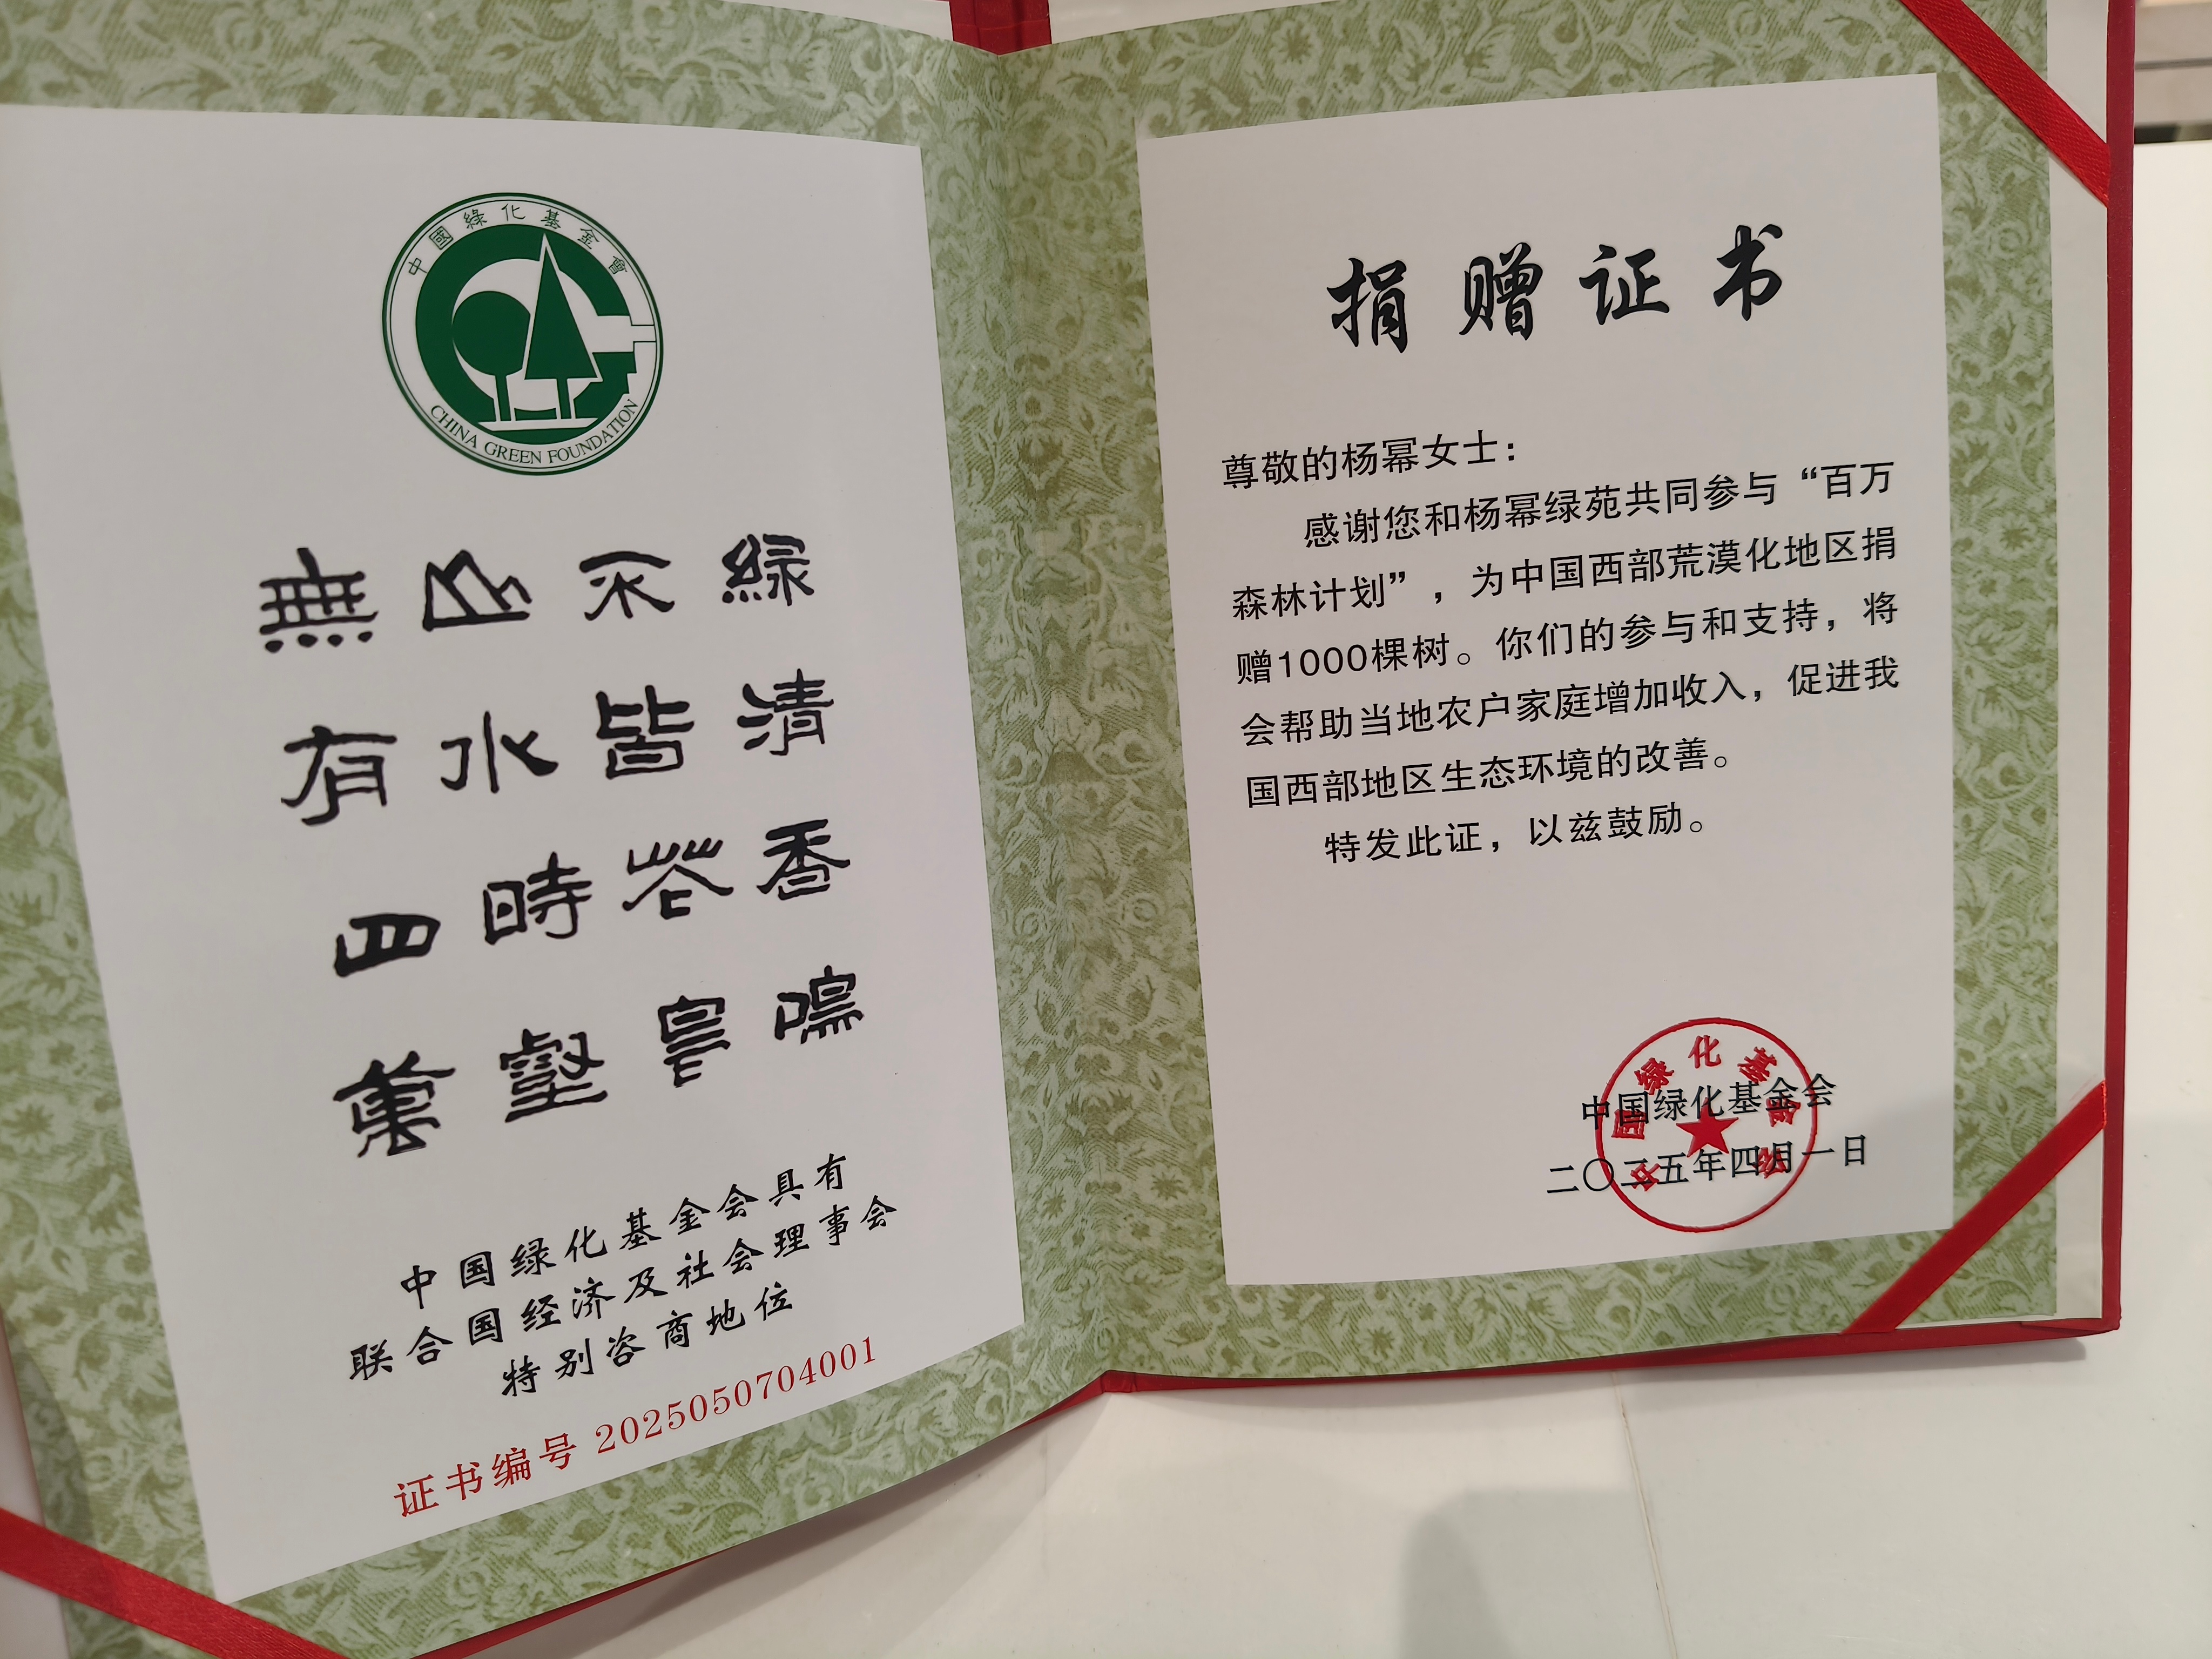 中國綠化基金會
CHINA GREEN FOUNDATION
無山不綠
有水皆清
四時花香
萬壑鳥鳴
中国绿化基金会具有
联合国经济及社会理事会
特别咨商地位
证书编号 2025050704001
捐赠证书
尊敬的杨幂女士：
感谢您和杨幂绿苑共同参与“百万
森林计划”，为中国西部荒漠化地区捐
赠1000棵树。你们的参与和支持，将
会帮助当地农户家庭增加收入，促进我
国西部地区生态环境的改善。
特发此证，以兹鼓励。
中国绿化基金会
二〇二五年四月一日
中国绿化基金会